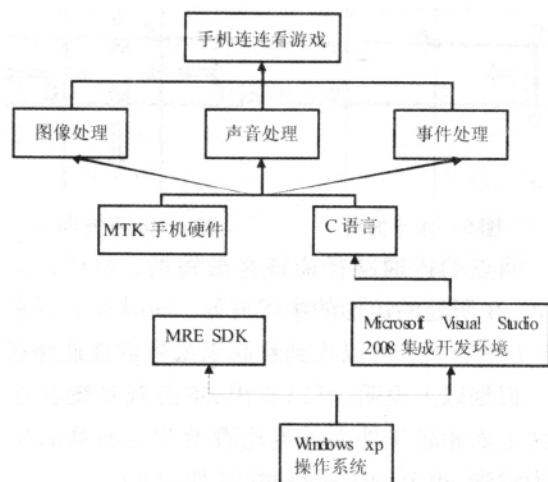 手机连连看游戏
图像处理
声音处理
事件处理
MTK 手机硬件
C 语言
MRE SDK
Microsoft Visual Studio
2008 集成开发环境
Windows xp
操作系统